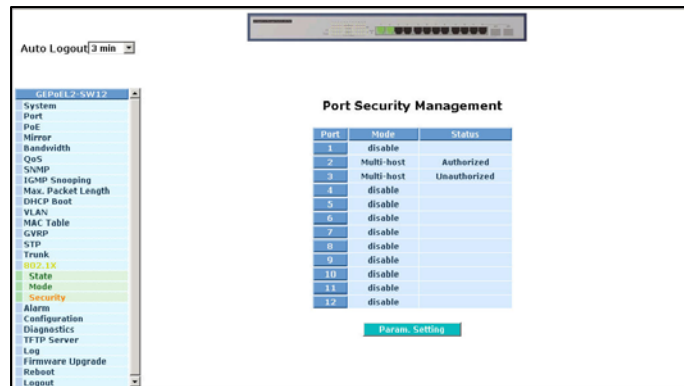 Auto Logout 3 min
GEPoEL2-SW12
System
Port
PoE
Mirror
Bandwidth
QoS
SNMP
IGMP Snooping
Max. Packet Length
DHCP Boot
VLAN
MAC Table
GVRP
STP
Trunk
802.1X
State
Mode
Security
Alarm
Configuration
Diagnostics
TFTP Server
Log
Firmware Upgrade
Reboot
Logout
Port Security Management
Port Mode Status
1 disable
2 Multi-host Authorized
3 Multi-host Unauthorized
4 disable
5 disable
6 disable
7 disable
8 disable
9 disable
10 disable
11 disable
12 disable
Param. Setting